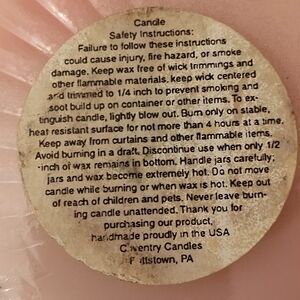 Candle
Safety Instructions:
Failure to follow these instructions
could cause injury, fire hazard, or smoke
damage. Keep wax free of wick trimmings and
other flammable materials. keep wick centered
and trimmed to 1/4 inch to prevent smoking and
soot build up on container or other items. To ex-
tinguish candle, lightly blow out. Burn only on stable,
heat resistant surface for not more than 4 hours at a time.
Keep away from curtains and other flammable items.
Avoid burning in a draft. Discontinue use when only 1/2
inch of wax remains in bottom. Handle jars carefully;
jars and wax become extremely hot. Do not move
candle while burning or when wax is hot. Keep out
of reach of children and pets. Never leave burn-
ing candle unattended. Thank you for
purchasing our product,
handmade proudly in the USA
Coventry Candles
PA